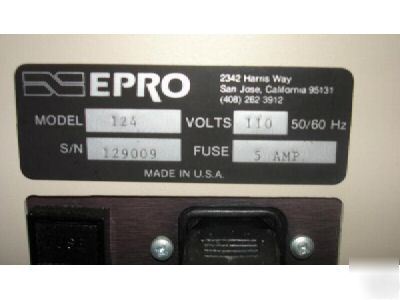 EPRO
2342 Harris Way
San Jose, California 95131
(408) 262 3912
MODEL 124 VOLTS 110 50/60 Hz
S/N 129009 FUSE 5 AMP
MADE IN U.S.A.